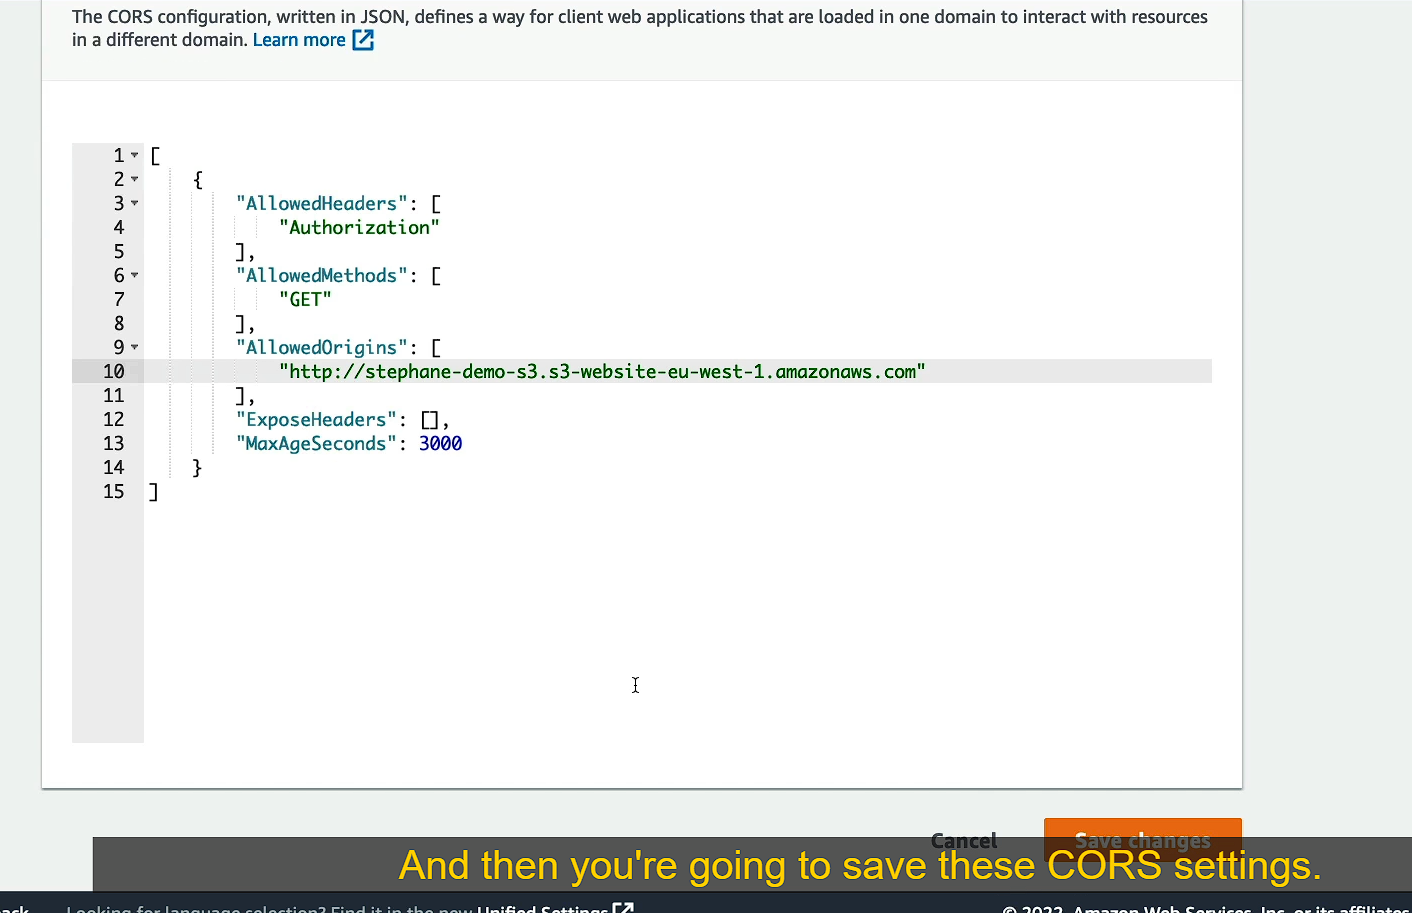 The CORS configuration, written in JSON, defines a way for client web applications that are loaded in one domain to interact with resources
in a different domain. Learn more
1 [
2 {
3 "AllowedHeaders": [
4 "Authorization"
5 ],
6 "AllowedMethods": [
7 "GET"
8 ],
9 "AllowedOrigins": [
10 "http://stephane-demo-s3.s3-website-eu-west-1.amazonaws.com"
11 ],
12 "ExposeHeaders": [],
13 "MaxAgeSeconds": 3000
14 }
15 ]
Cancel Save changes
And then you're going to save these CORS settings.
Looking for language selection? Find it in the new Unified Settings © 2022, Amazon Web Services, Inc. or its affiliates